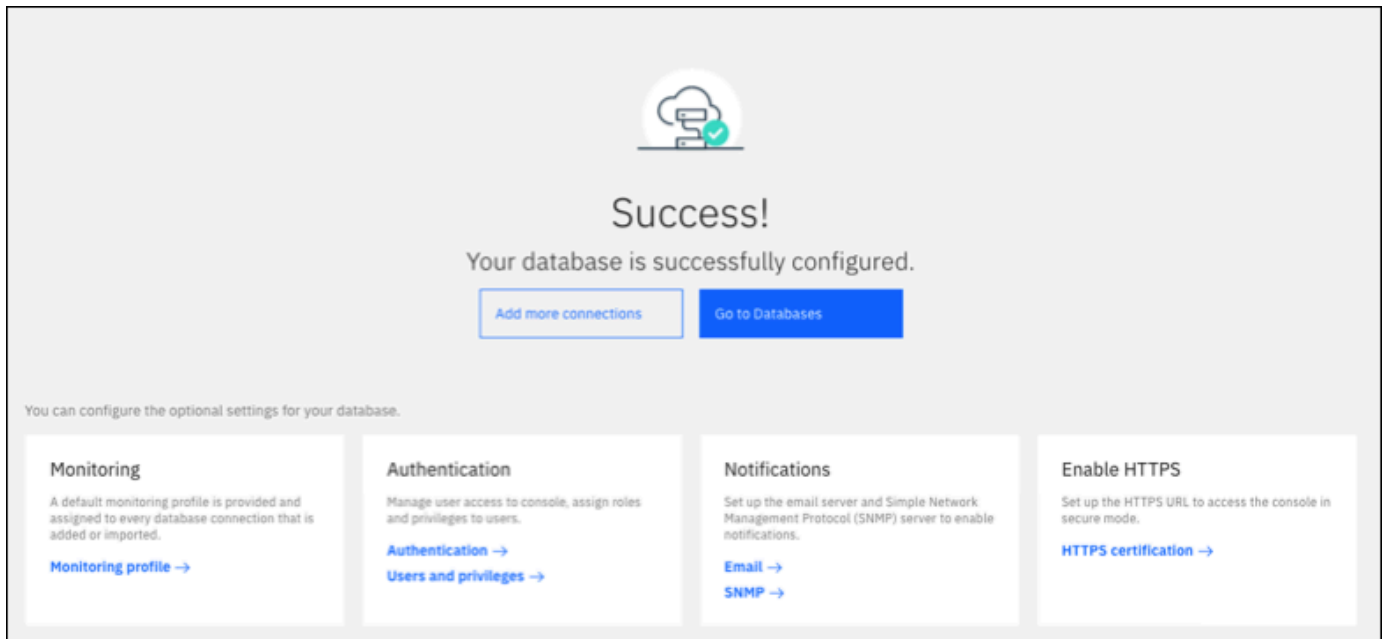 Success!
Your database is successfully configured.
Add more connections
Go to Databases
You can configure the optional settings for your database.
Monitoring
A default monitoring profile is provided and
assigned to every database connection that is
added or imported.
Monitoring profile →
Authentication
Manage user access to console, assign roles
and privileges to users.
Authentication →
Users and privileges →
Notifications
Set up the email server and Simple Network
Management Protocol (SNMP) server to enable
notifications.
Email →
SNMP →
Enable HTTPS
Set up the HTTPS URL to access the console in
secure mode.
HTTPS certification →